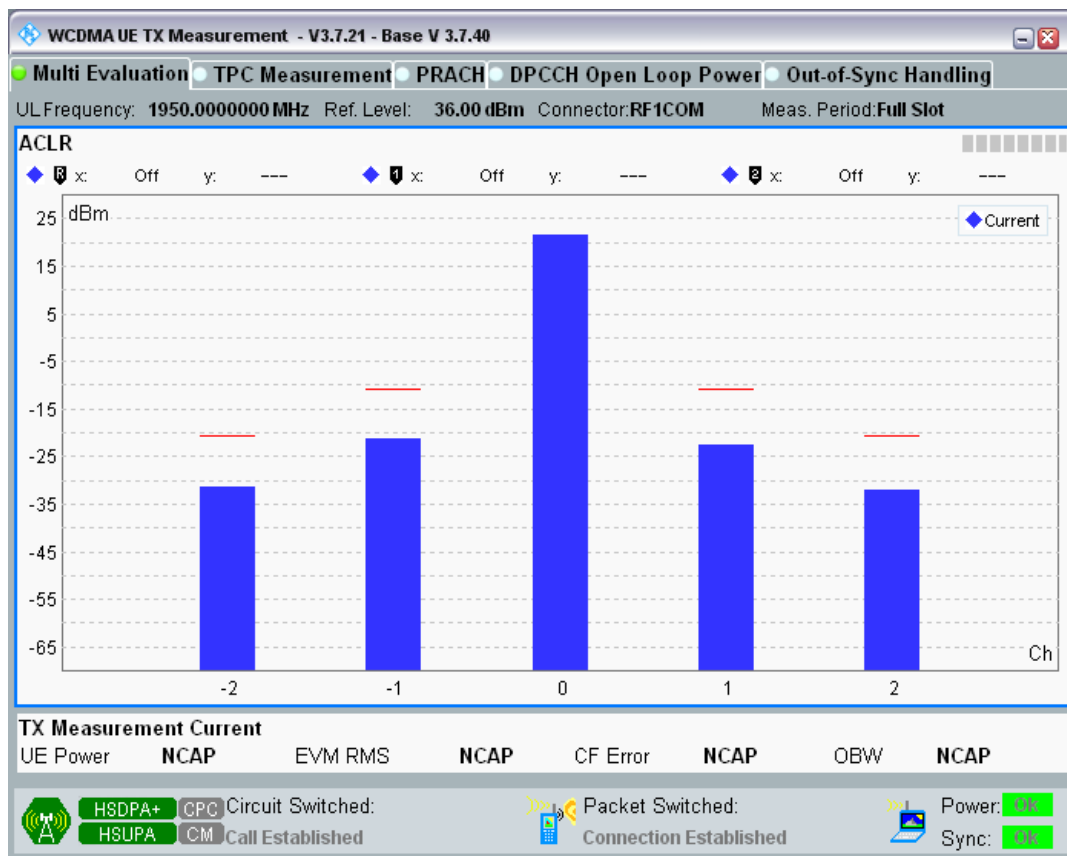 WCDMA UE TX Measurement - V3.7.21 - Base V 3.7.40
Multi Evaluation TPC Measurement PRACH DPCCH Open Loop Power Out-of-Sync Handling
UL Frequency: 1950.0000000 MHz Ref. Level: 36.00 dBm Connector:RF1COM Meas. Period:Full Slot
ACLR
R x: Off y: --- 1 x: Off y: --- 2 x: Off y: ---
dBm
Current
25
15
5
-5
-15
-25
-35
-45
-55
-65
Ch
-2 -1 0 1 2
TX Measurement Current
UE Power NCAP EVM RMS NCAP CF Error NCAP OBW NCAP
HSDPA+ CPC Circuit Switched: Packet Switched: Power: Ok
HSUPA CM Call Established Connection Established Sync: Ok